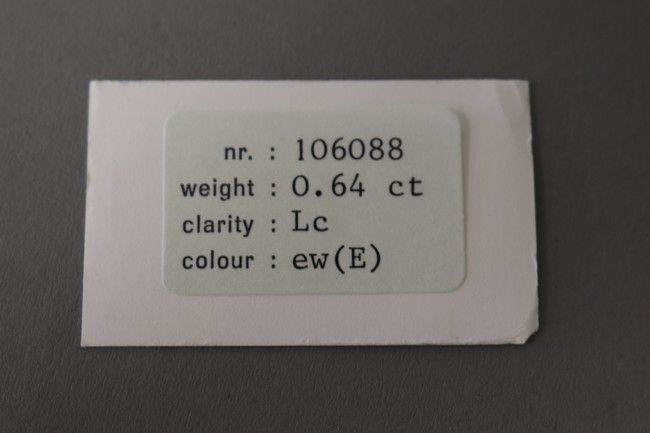 nr. : 106088
weight : 0.64 ct
clarity : Lc
colour : ew(E)